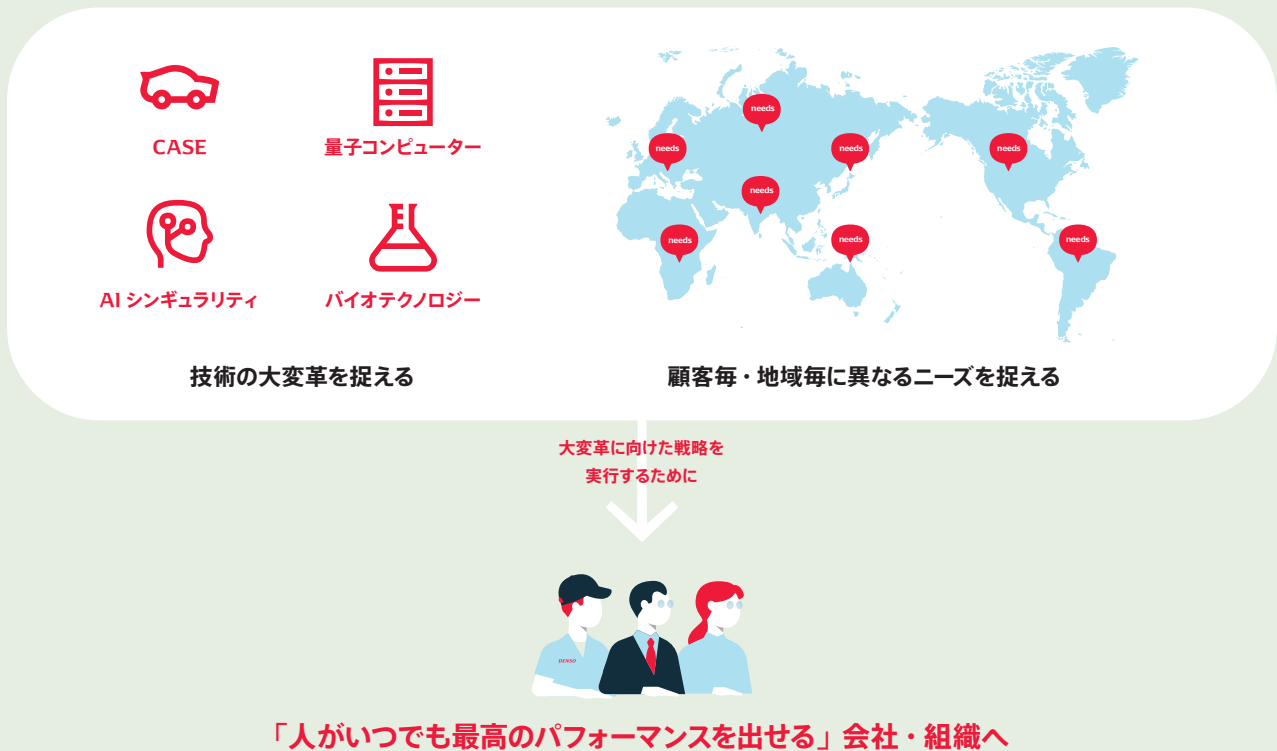 CASE
量子コンピューター
AI シンギュラリティ
バイオテクノロジー
技術の大変革を捉える
needs
needs
needs
needs
needs
needs
needs
needs
顧客毎・地域毎に異なるニーズを捉える
大変革に向けた戦略を
実行するために
DENSO
「人がいつでも最高のパフォーマンスを出せる」会社・組織へ